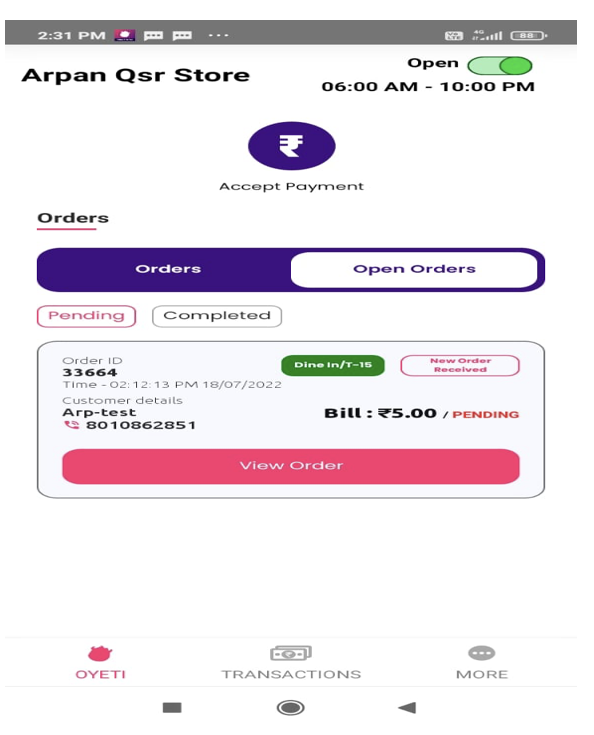 2:31 PM ... 4G 88
Arpan Qsr Store
Open
06:00 AM - 10:00 PM
₹
Accept Payment
Orders
Orders Open Orders
Pending Completed
Order ID
33664
Dine In/T-15
New Order
Received
Time - 02:12:13 PM 18/07/2022
Customer details
Arp-test
8010862851
Bill : ₹5.00 / PENDING
View Order
OYETI TRANSACTIONS MORE